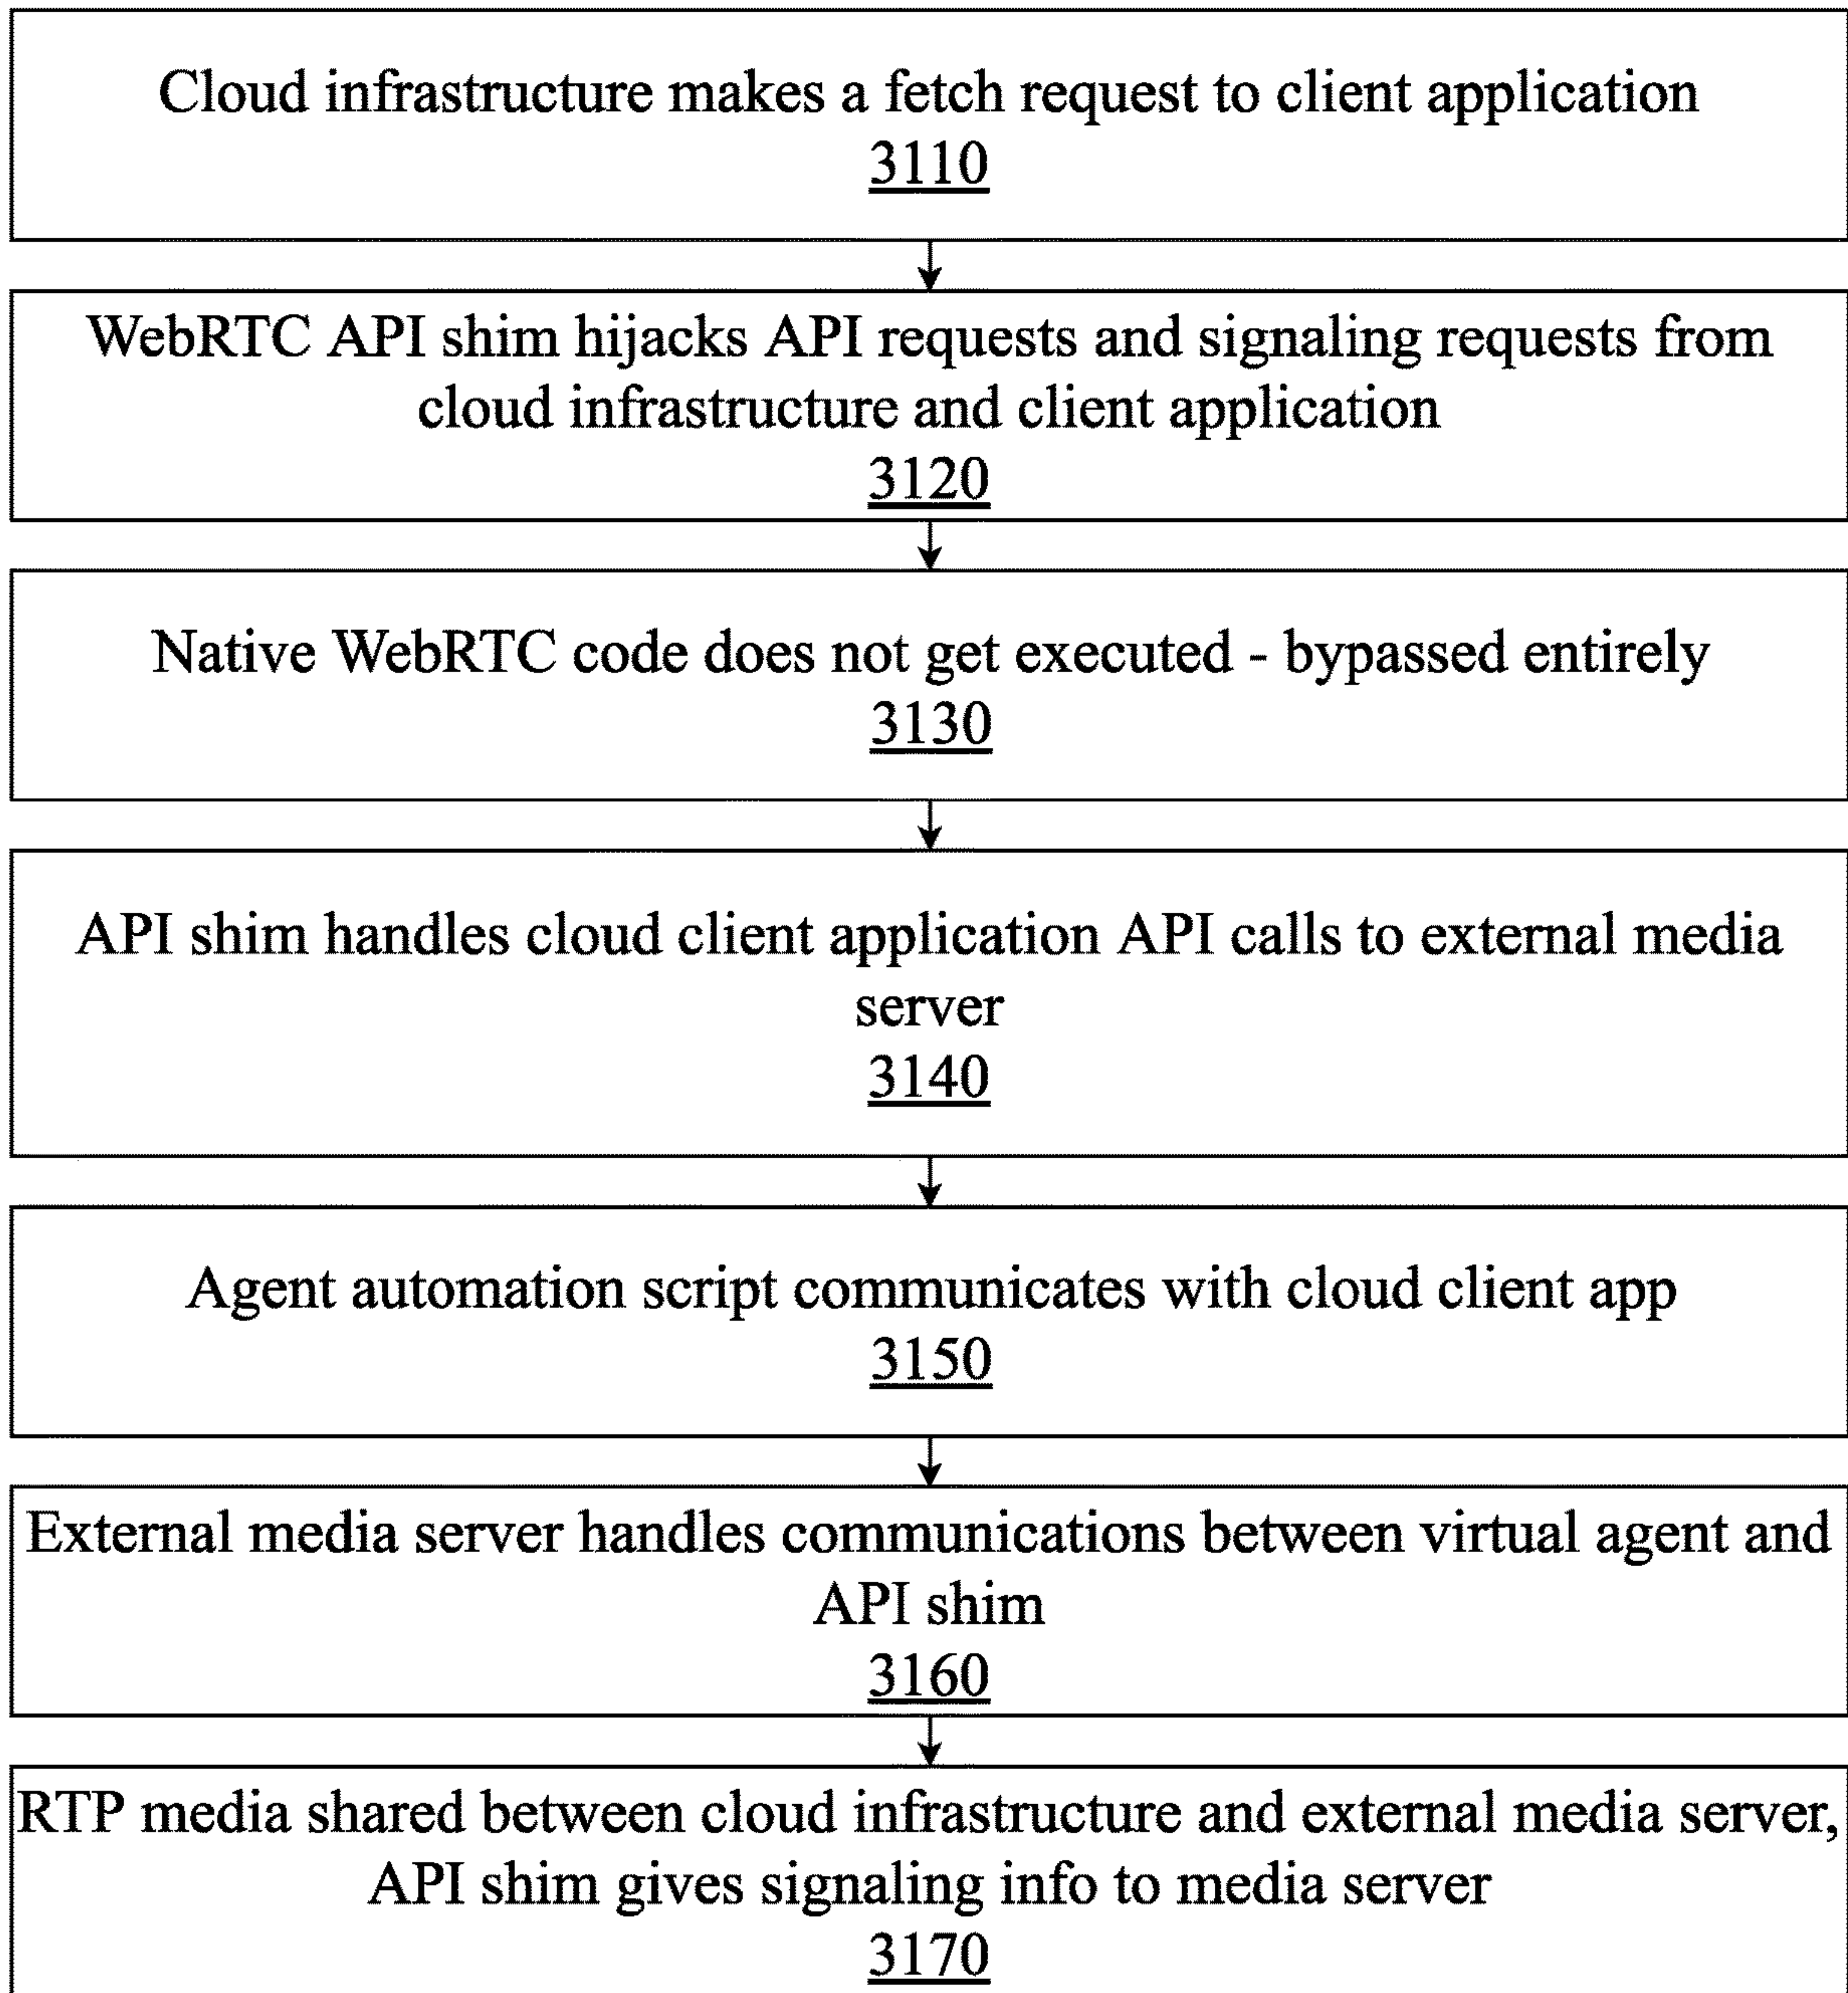 Cloud infrastructure makes a fetch request to client application
3110
WebRTC API shim hijacks API requests and signaling requests from
cloud infrastructure and client application
3120
Native WebRTC code does not get executed - bypassed entirely
3130
API shim handles cloud client application API calls to external media
server
3140
Agent automation script communicates with cloud client app
3150
External media server handles communications between virtual agent and
API shim
3160
RTP media shared between cloud infrastructure and external media server,
API shim gives signaling info to media server
3170